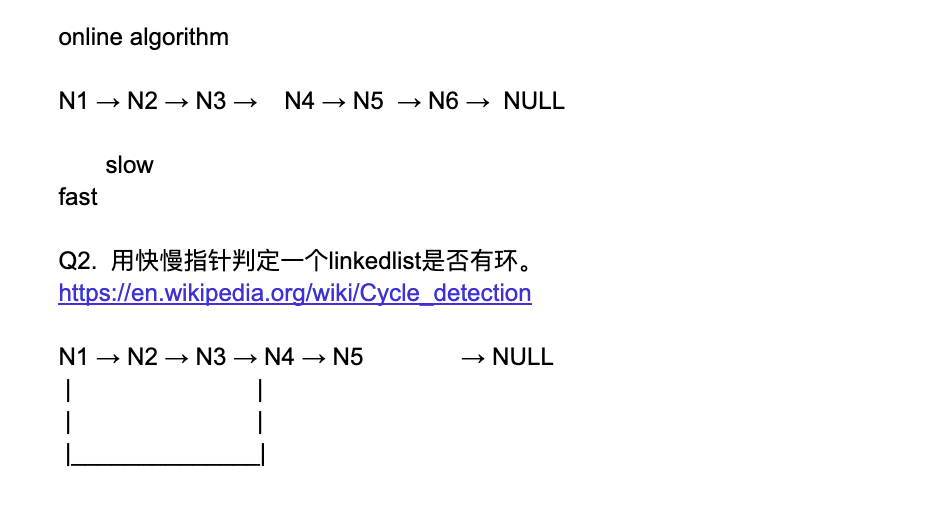 online algorithm
N1 → N2 → N3 → N4 → N5 → N6 → NULL
slow
fast
Q2. 用快慢指针判定一个linkedlist是否有环。
https://en.wikipedia.org/wiki/Cycle_detection
N1 → N2 → N3 → N4 → N5 → NULL
| |
| |
|______________|